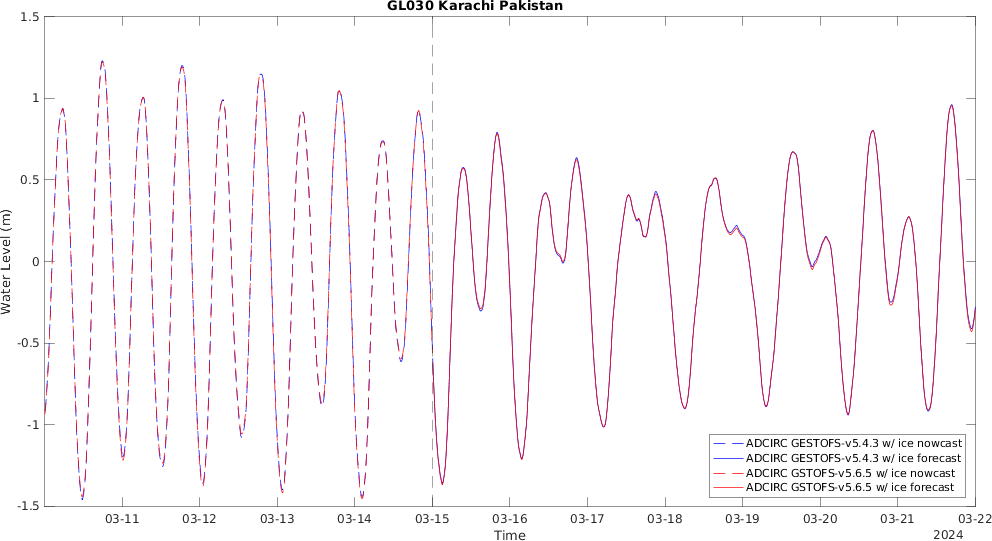 GL030 Karachi Pakistan
Water Level (m)
1.5
1
0.5
0
-0.5
-1
-1.5
ADCIRC GESTOFS-v5.4.3 w/ ice nowcast
ADCIRC GESTOFS-v5.4.3 w/ ice forecast
ADCIRC GSTOFS-v5.6.5 w/ ice nowcast
ADCIRC GSTOFS-v5.6.5 w/ ice forecast
03-11 03-12 03-13 03-14 03-15 03-16 03-17 03-18 03-19 03-20 03-21 03-22
Time
2024